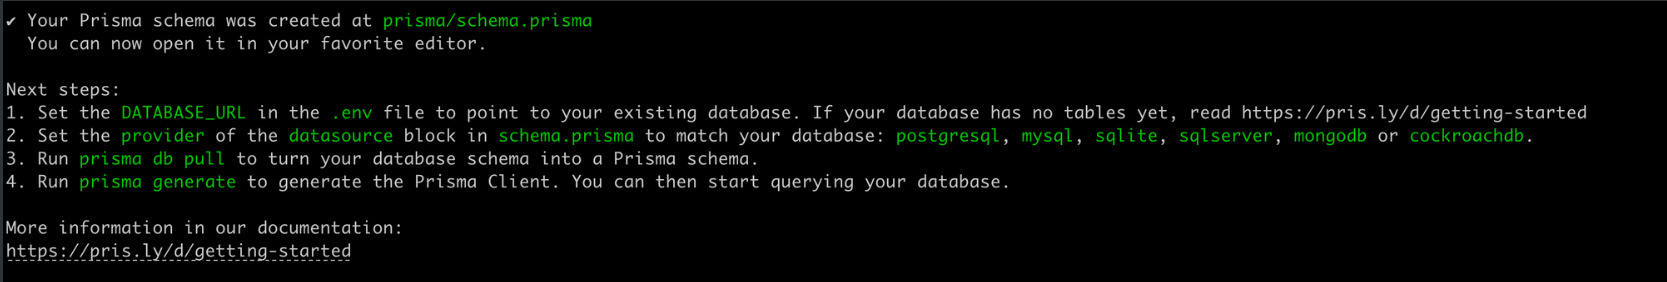 ✔ Your Prisma schema was created at prisma/schema.prisma
You can now open it in your favorite editor.
Next steps:
1. Set the DATABASE_URL in the .env file to point to your existing database. If your database has no tables yet, read https://pris.ly/d/getting-started
2. Set the provider of the datasource block in schema.prisma to match your database: postgresql, mysql, sqlite, sqlserver, mongodb or cockroachdb.
3. Run prisma db pull to turn your database schema into a Prisma schema.
4. Run prisma generate to generate the Prisma Client. You can then start querying your database.
More information in our documentation:
https://pris.ly/d/getting-started